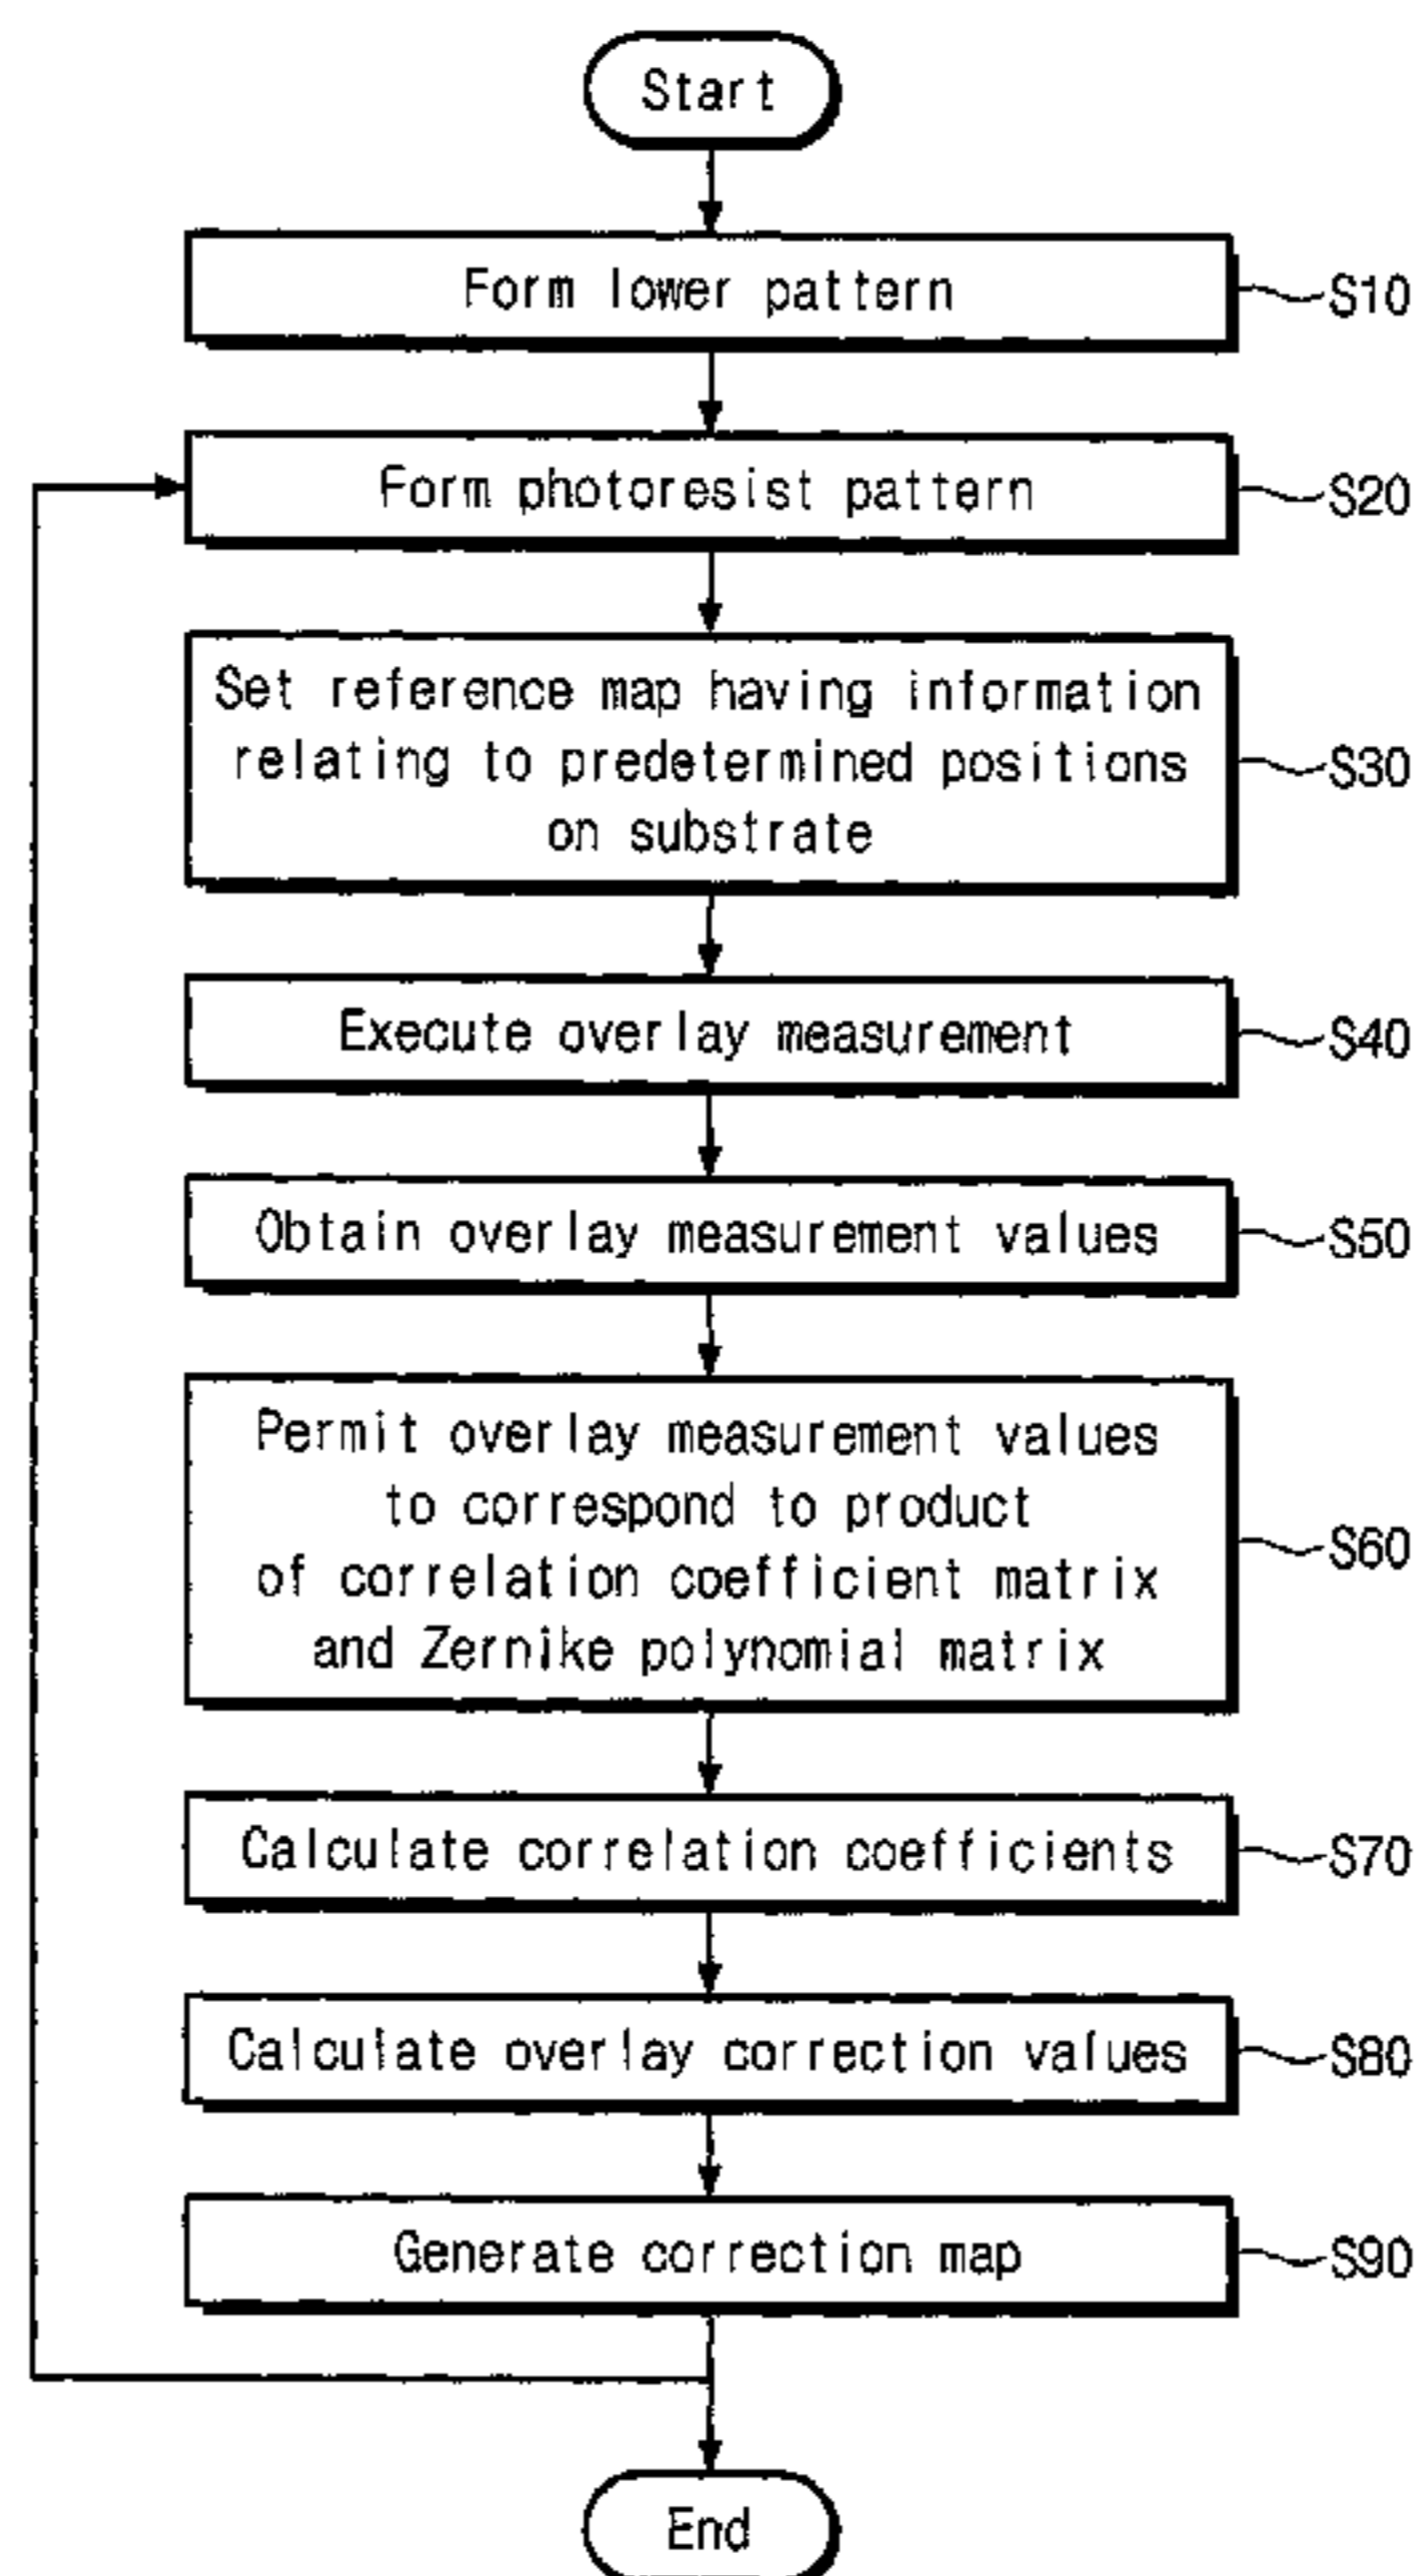 Start
Form lower pattern
S10
Form photoresist pattern
S20
Set reference map having information
relating to predetermined positions
on substrate
S30
Execute overlay measurement
S40
Obtain overlay measurement values
S50
Permit overlay measurement values
to correspond to product
of correlation coefficient matrix
and Zernike polynomial matrix
S60
Calculate correlation coefficients
S70
Calculate overlay correction values
S80
Generate correction map
S90
End